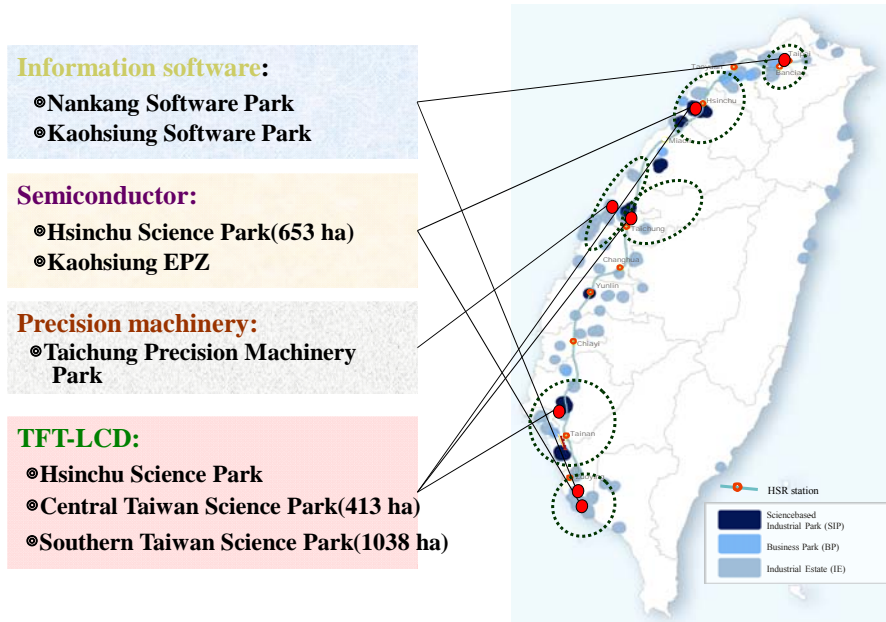 Information software:
◎Nankang Software Park
◎Kaohsiung Software Park
Semiconductor:
◎Hsinchu Science Park(653 ha)
◎Kaohsiung EPZ
Precision machinery:
◎Taichung Precision Machinery
Park
TFT-LCD:
◎Hsinchu Science Park
◎Central Taiwan Science Park(413 ha)
◎Southern Taiwan Science Park(1038 ha)
Hsinchu
Taichung
Changhua
Yunlin
Chiayi
Tainan
HSR station
Sciencebased
Industrial Park (SIP)
Business Park (BP)
Industrial Estate (IE)